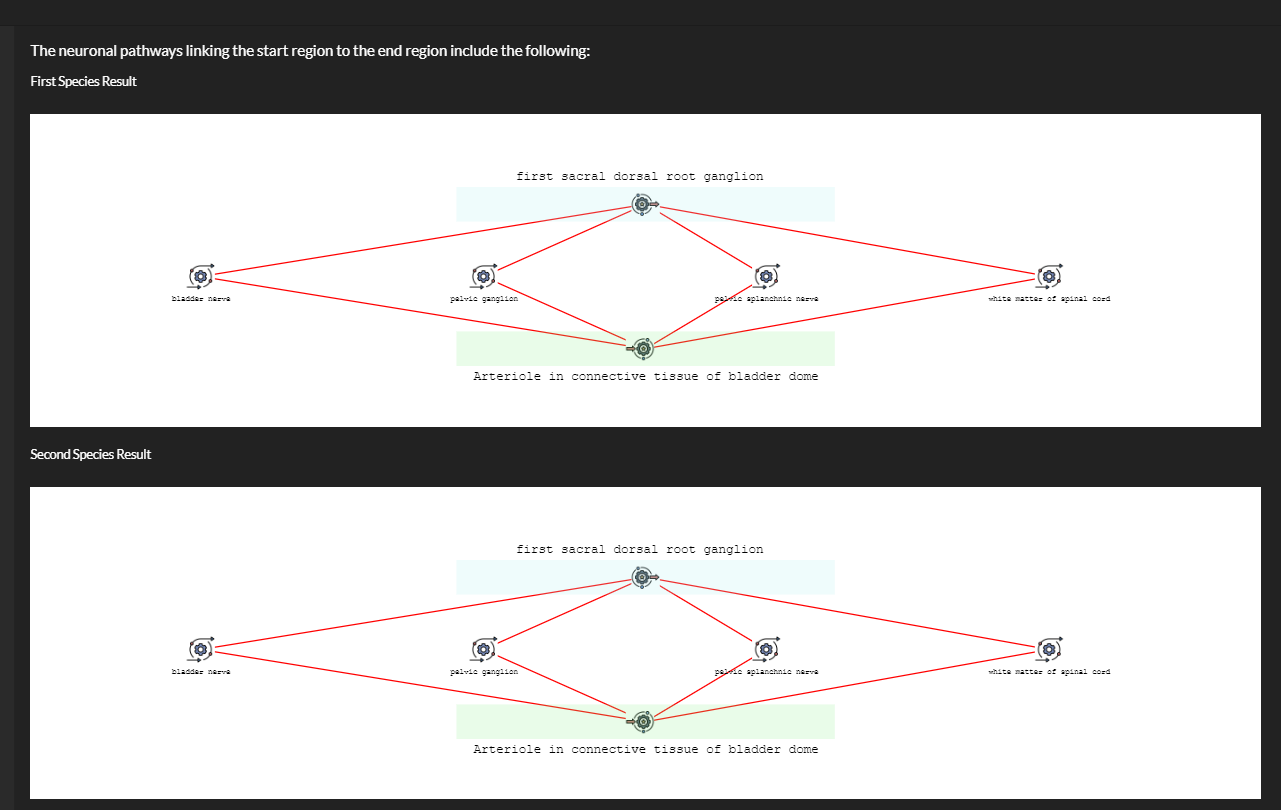 The neuronal pathways linking the start region to the end region include the following:
First Species Result
first sacral dorsal root ganglion
bladder nerve
pelvic ganglion
pelvic splanchnic nerve
white matter of spinal cord
Arteriole in connective tissue of bladder dome
Second Species Result
first sacral dorsal root ganglion
bladder nerve
pelvic ganglion
pelvic splanchnic nerve
white matter of spinal cord
Arteriole in connective tissue of bladder dome